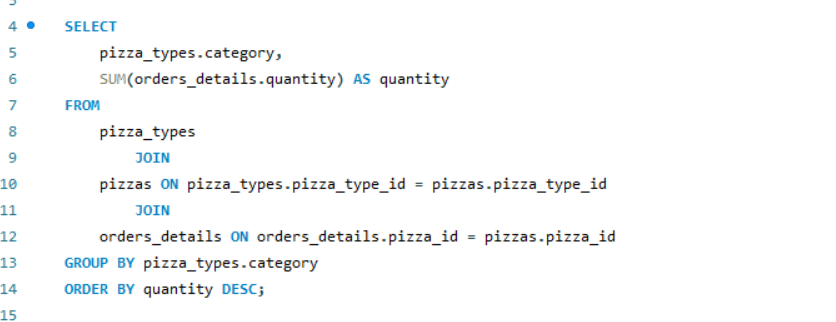 3
4 SELECT
5 pizza_types.category,
6 SUM(orders_details.quantity) AS quantity
7 FROM
8 pizza_types
9 JOIN
10 pizzas ON pizza_types.pizza_type_id = pizzas.pizza_type_id
11 JOIN
12 orders_details ON orders_details.pizza_id = pizzas.pizza_id
13 GROUP BY pizza_types.category
14 ORDER BY quantity DESC;
15